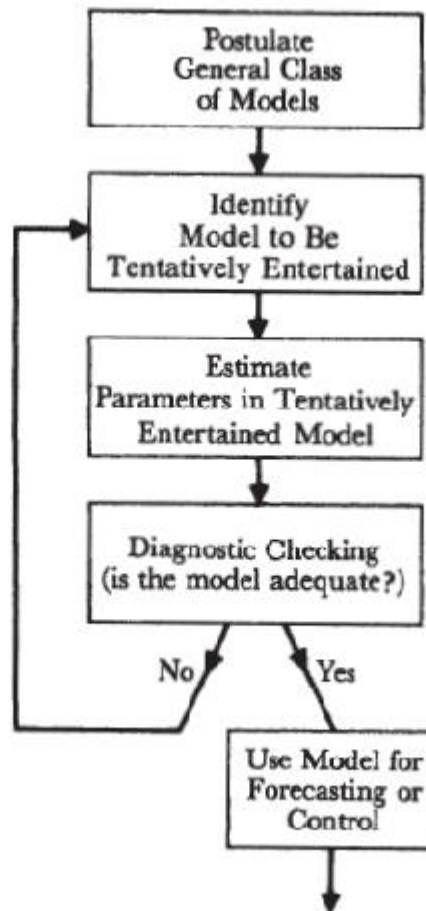 Postulate
General Class
of Models
Identify
Model to Be
Tentatively Entertained
Estimate
Parameters in Tentatively
Entertained Model
Diagnostic Checking
(is the model adequate?)
No
Yes
Use Model for
Forecasting or
Control